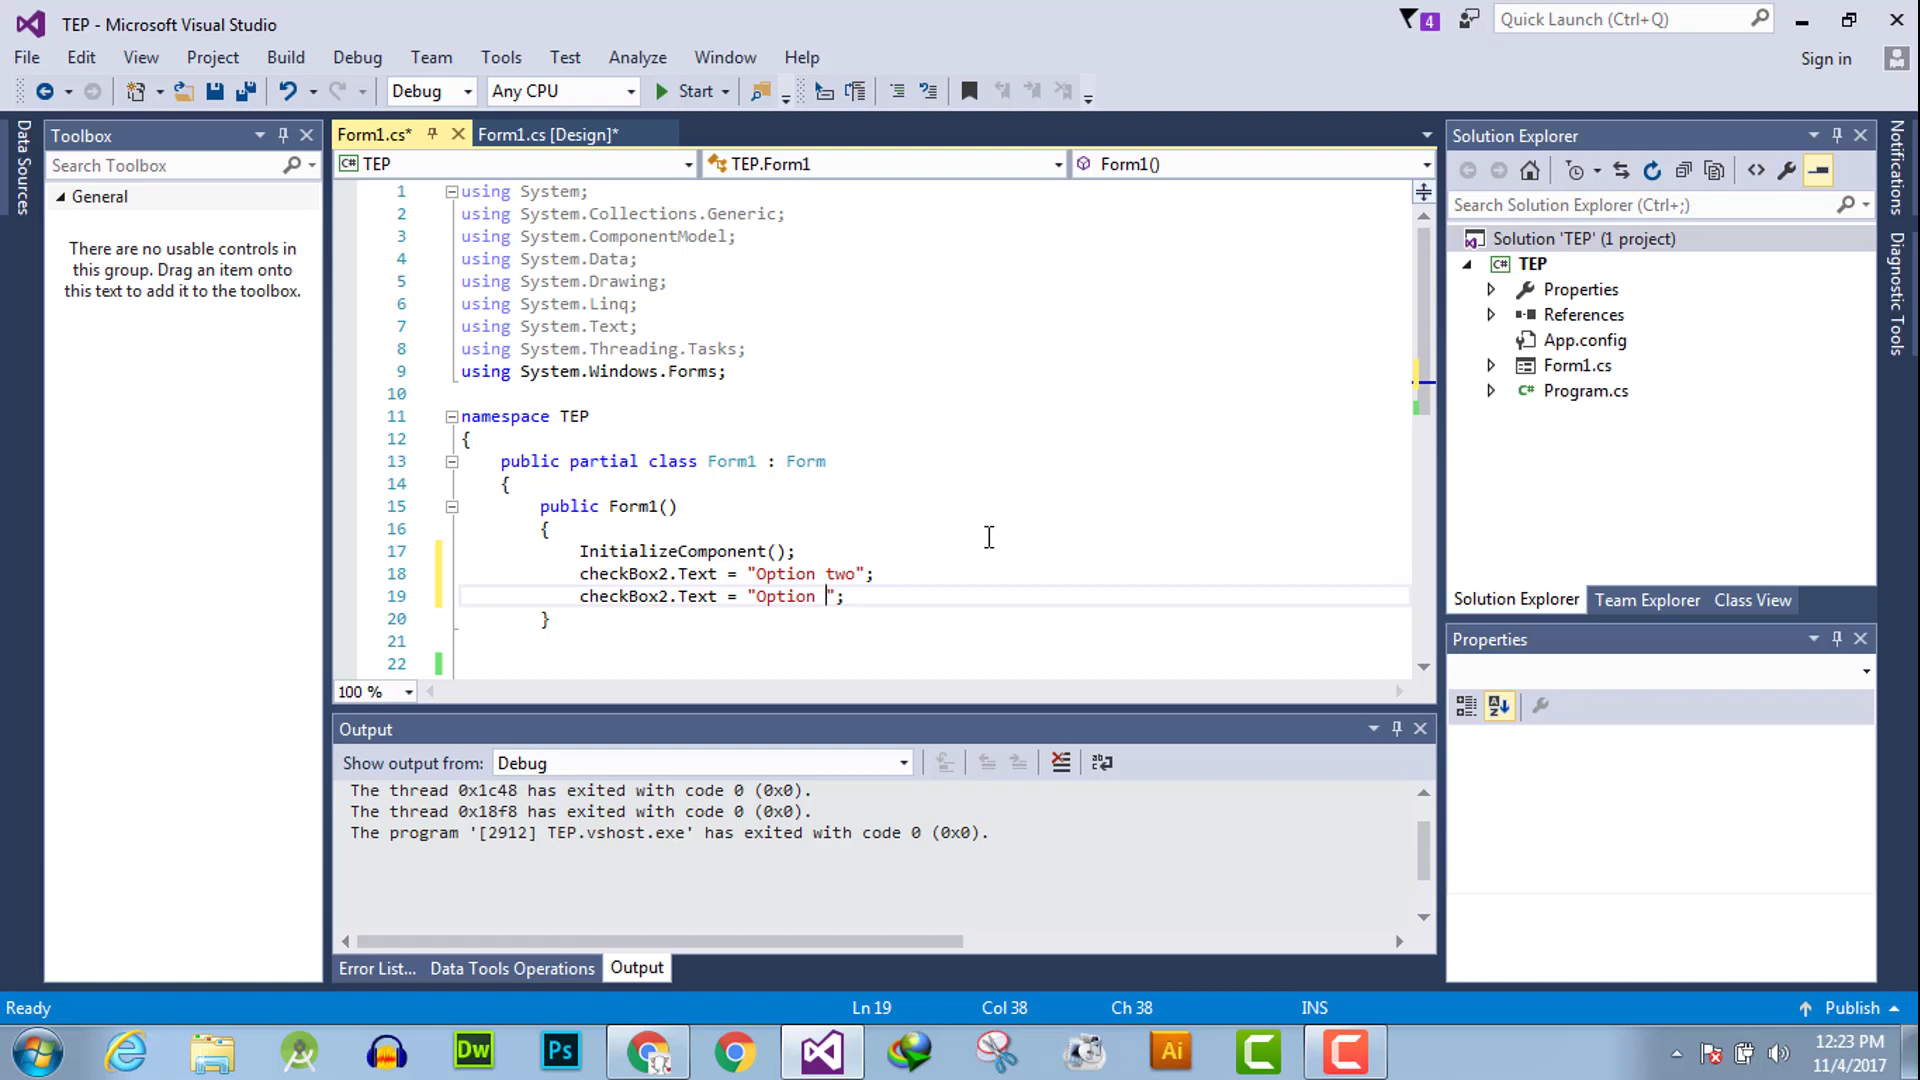 TEP - Microsoft Visual Studio
4
Quick Launch (Ctrl+Q)
File Edit View Project Build Debug Team Tools Test Analyze Window Help
Sign in
Debug Any CPU Start
Data Sources
Toolbox
Search Toolbox
General
There are no usable controls in
this group. Drag an item onto
this text to add it to the toolbox.
Form1.cs* Form1.cs [Design]*
C# TEP TEP.Form1 Form1()
1 using System;
2 using System.Collections.Generic;
3 using System.ComponentModel;
4 using System.Data;
5 using System.Drawing;
6 using System.Linq;
7 using System.Text;
8 using System.Threading.Tasks;
9 using System.Windows.Forms;
10
11 namespace TEP
12 {
13 public partial class Form1 : Form
14 {
15 public Form1()
16 {
17 InitializeComponent();
18 checkBox2.Text = "Option two";
19 checkBox2.Text = "Option ";
20 }
21
22
100 %
Output
Show output from: Debug
The thread 0x1c48 has exited with code 0 (0x0).
The thread 0x18f8 has exited with code 0 (0x0).
The program '[2912] TEP.vshost.exe' has exited with code 0 (0x0).
Error List... Data Tools Operations Output
Solution Explorer
Search Solution Explorer (Ctrl+;)
Solution 'TEP' (1 project)
C# TEP
Properties
References
App.config
Form1.cs
C# Program.cs
Solution Explorer Team Explorer Class View
Properties
Notifications
Diagnostic Tools
Ready Ln 19 Col 38 Ch 38 INS Publish
Dw Ps Ai
12:23 PM
11/4/2017